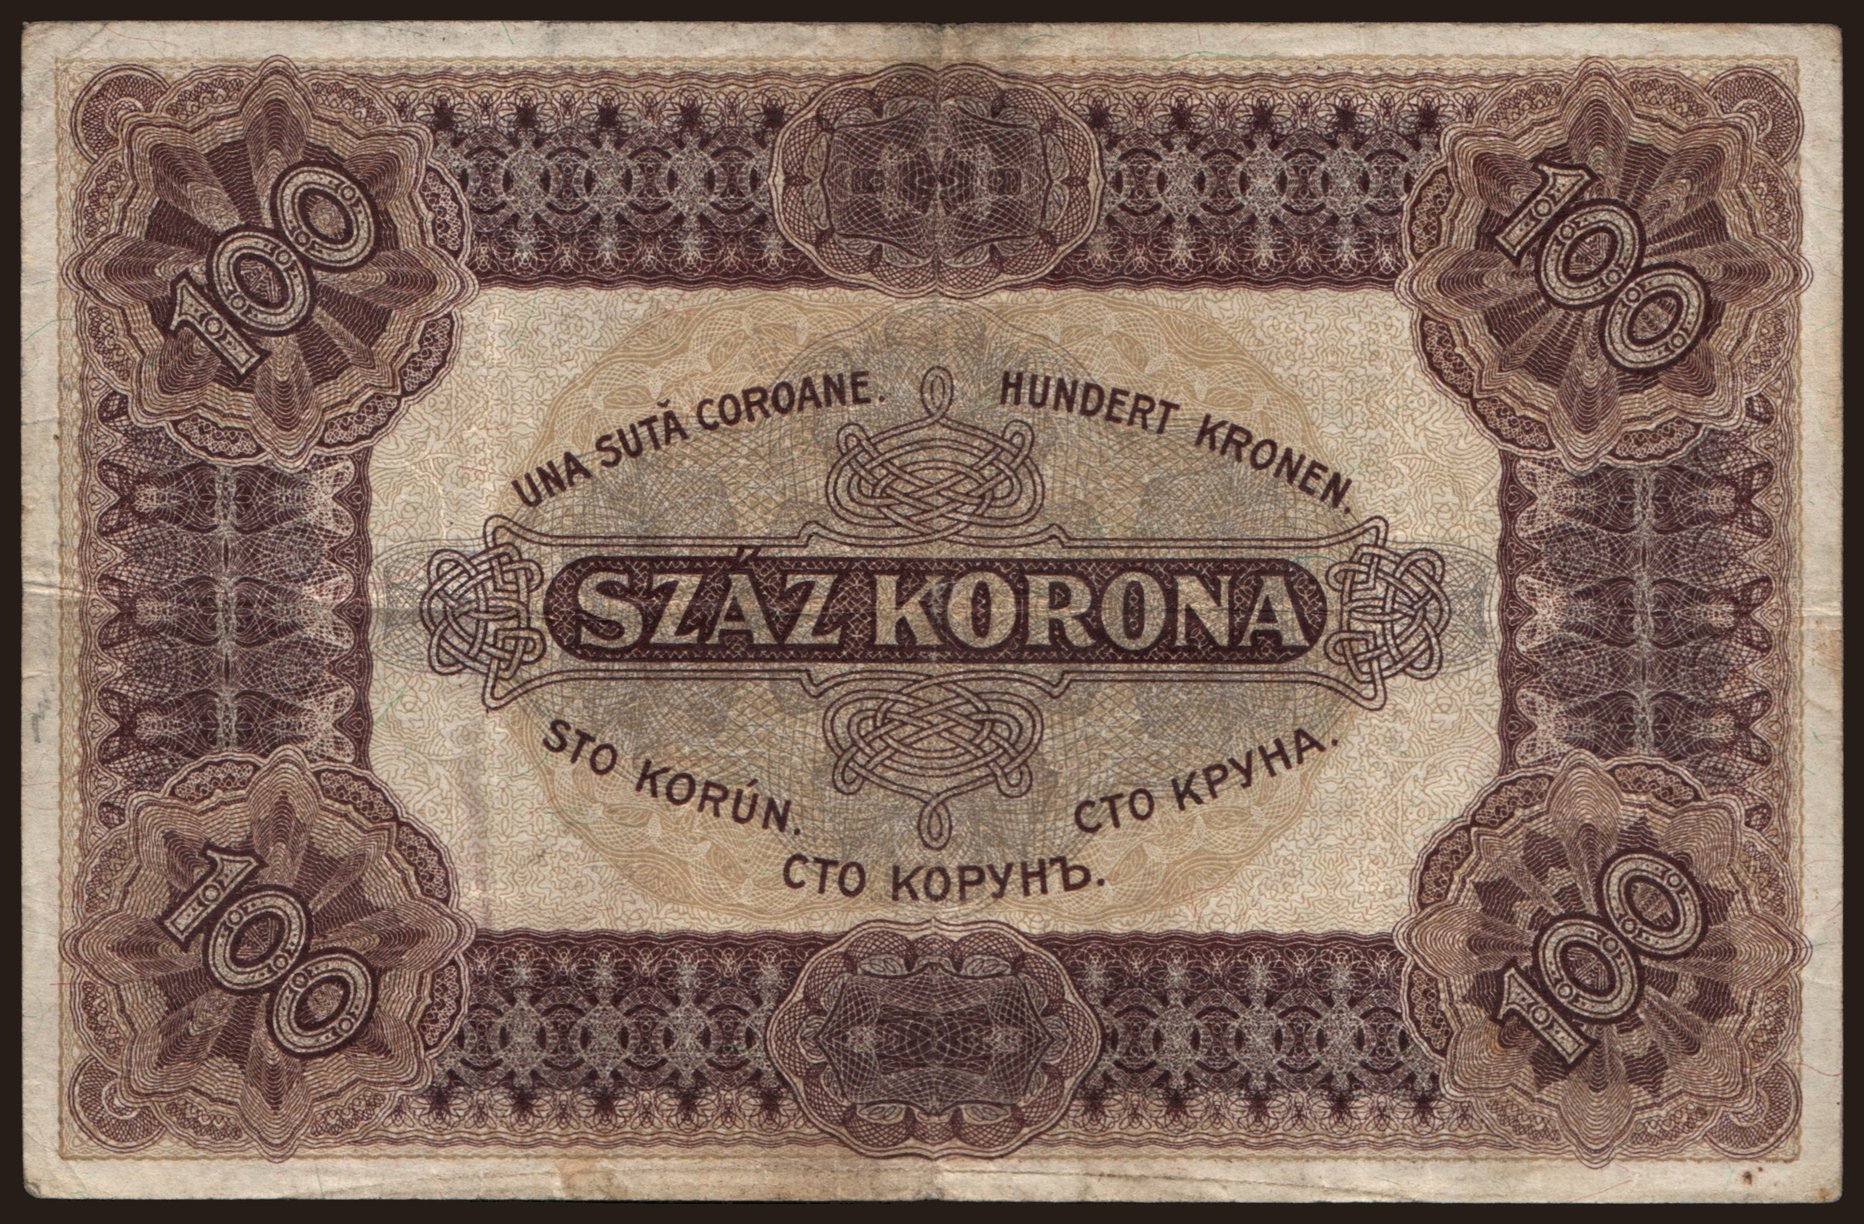 100
100
UNA SUTĂ COROANE.
HUNDERT KRONEN.
SZÁZ KORONA
STO KORÚN.
СТО КРУНА.
СТО КОРУНЪ.
100
100